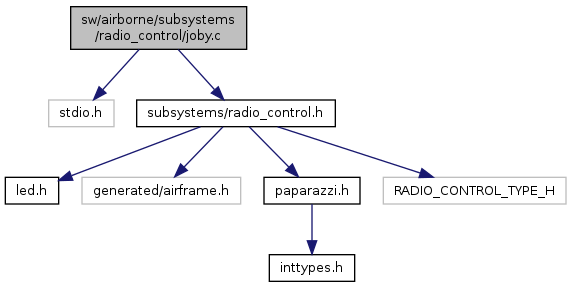 sw/airborne/subsystems
/radio_control/joby.c
stdio.h
subsystems/radio_control.h
led.h
generated/airframe.h
paparazzi.h
RADIO_CONTROL_TYPE_H
inttypes.h